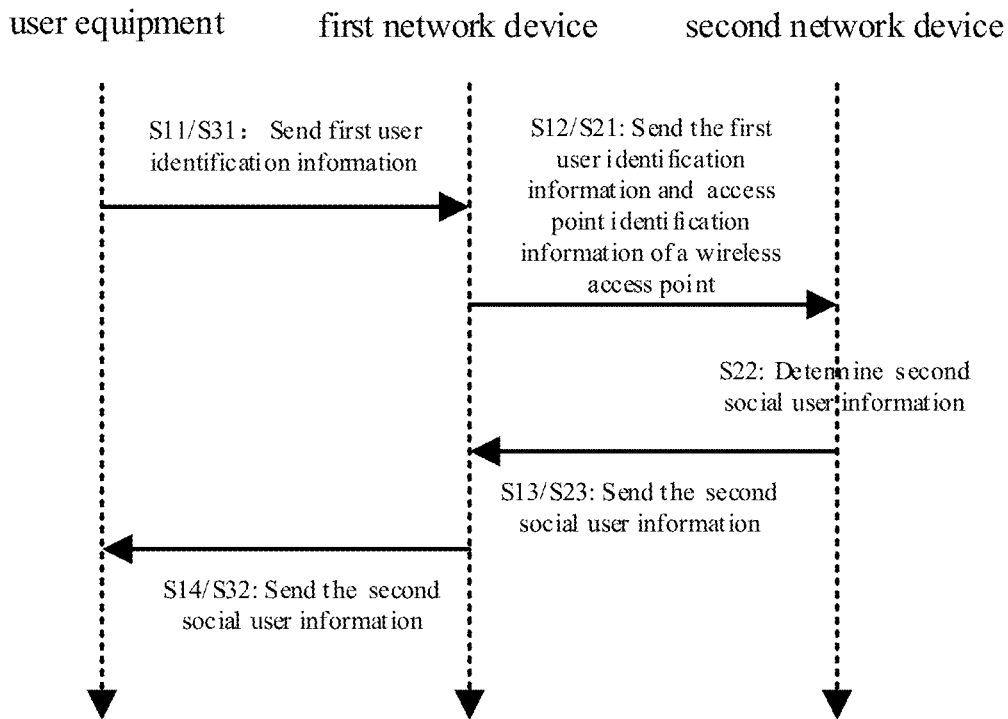 user equipment
first network device
second network device
S11/S31: Send first user
identification information
S12/S21: Send the first
user identification
information and access
point identification
information of a wireless
access point
S22: Determine second
social user information
S13/S23: Send the second
social user information
S14/S32: Send the second
social user information